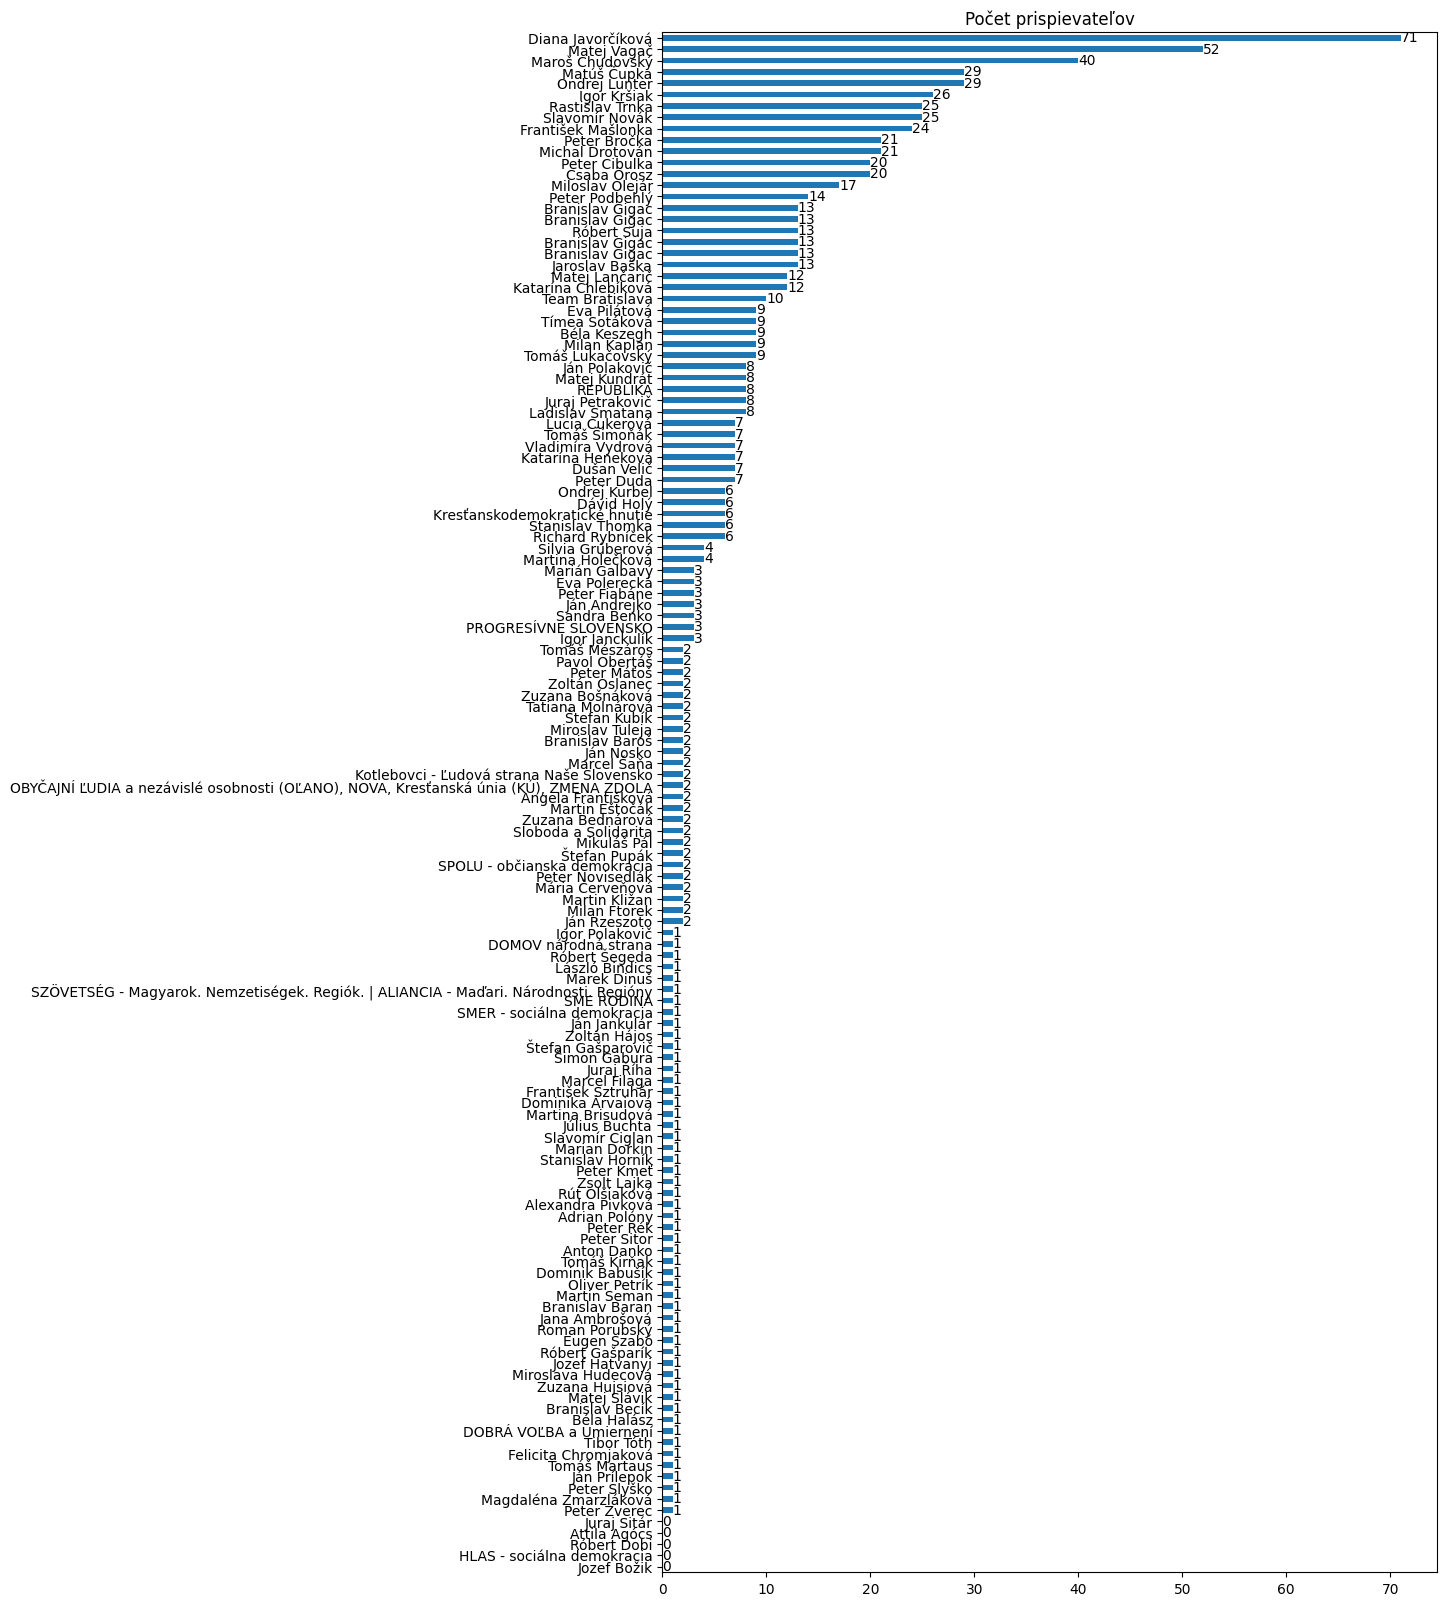 Počet prispievateľov
Diana Javorčíková 71
Matej Vagač 52
Maroš Chudovský 40
Matúš Čupka 29
Ondrej Lunter 29
Igor Kršiak 26
Rastislav Trnka 25
Slavomír Novák 25
František Mašlonka 24
Peter Bročka 21
Michal Drotován 21
Peter Cibulka 20
Csaba Orosz 20
Miloslav Olejár 17
Peter Podbehlý 14
Branislav Gigac 13
Branislav Gigac 13
Róbert Šuja 13
Branislav Gigac 13
Branislav Gigac 13
Jaroslav Baška 13
Matej Lančarič 12
Katarína Chlebíková 12
Team Bratislava 10
Eva Pilátová 9
Tímea Sotáková 9
Béla Keszegh 9
Milan Kaplan 9
Tomáš Lukačovský 9
Ján Polakovič 8
Matej Kundrát 8
REPUBLIKA 8
Juraj Petrakovič 8
Ladislav Smatana 8
Lucia Cukerová 7
Tomáš Šimoňák 7
Vladimíra Vydrová 7
Katarína Heneková 7
Dušan Velič 7
Peter Duda 7
Ondrej Kurbel 6
Dávid Holý 6
Kresťanskodemokratické hnutie 6
Stanislav Thomka 6
Richard Rybníček 6
Silvia Gruberová 4
Martina Holečková 4
Marián Galbavý 3
Eva Polerecká 3
Peter Fiabáne 3
Ján Andrejko 3
Sandra Benko 3
PROGRESÍVNE SLOVENSKO 3
Igor Janckulík 3
Tomáš Mészáros 2
Pavol Obertáš 2
Peter Matoš 2
Zoltán Oslanec 2
Zuzana Bošnáková 2
Tatiana Molnárová 2
Štefan Kubík 2
Miroslav Tuleja 2
Branislav Baroš 2
Ján Nosko 2
Marcel Saňa 2
Kotlebovci - Ľudová strana Naše Slovensko 2
OBYČAJNÍ ĽUDIA a nezávislé osobnosti (OĽANO), NOVA, Kresťanská únia (KÚ), ZMENA ZDOLA 2
Angela Františková 2
Martin Eštočák 2
Zuzana Bednárová 2
Sloboda a Solidarita 2
Mikuláš Pál 2
Štefan Pupák 2
SPOLU - občianska demokracia 2
Peter Novisedlák 2
Mária Červeňová 2
Martin Kližan 2
Milan Ftorek 2
Ján Rzeszoto 2
Igor Polakovič 1
DOMOV národná strana 1
Róbert Šegeda 1
László Bindics 1
Marek Dinuš 1
SZÖVETSÉG - Magyarok. Nemzetiségek. Regiók. | ALIANCIA - Maďari. Národnosti. Regióny 1
SME RODINA 1
SMER - sociálna demokracia 1
Ján Jankulár 1
Zoltán Hájos 1
Štefan Gašparovič 1
Šimon Gabura 1
Juraj Říha 1
Marcel Filaga 1
František Sztruhár 1
Dominika Árvaiová 1
Martina Brisudová 1
Július Buchta 1
Slavomír Ciglan 1
Marian Dorkin 1
Stanislav Horník 1
Peter Kmeť 1
Zsolt Lajka 1
Rút Olšiaková 1
Alexandra Pivková 1
Adrian Polóny 1
Peter Rek 1
Peter Sitor 1
Anton Danko 1
Tomáš Kirňak 1
Dominik Babušik 1
Oliver Petrík 1
Martin Seman 1
Branislav Baran 1
Jana Ambrošová 1
Roman Porubský 1
Eugen Szabó 1
Róbert Gašparík 1
Jozef Hatvanyi 1
Miroslava Hudecová 1
Zuzana Hujsiová 1
Matej Slávik 1
Branislav Becík 1
Béla Halász 1
DOBRÁ VOĽBA a Umiernení 1
Tibor Tóth 1
Felicita Chromiaková 1
Tomáš Martaus 1
Ján Prílepok 1
Peter Slyško 1
Magdaléna Zmarzláková 1
Peter Zverec 1
Juraj Sitár 0
Attila Agócs 0
Róbert Dobi 0
HLAS - sociálna demokracia 0
Jozef Božik 0
0 10 20 30 40 50 60 70